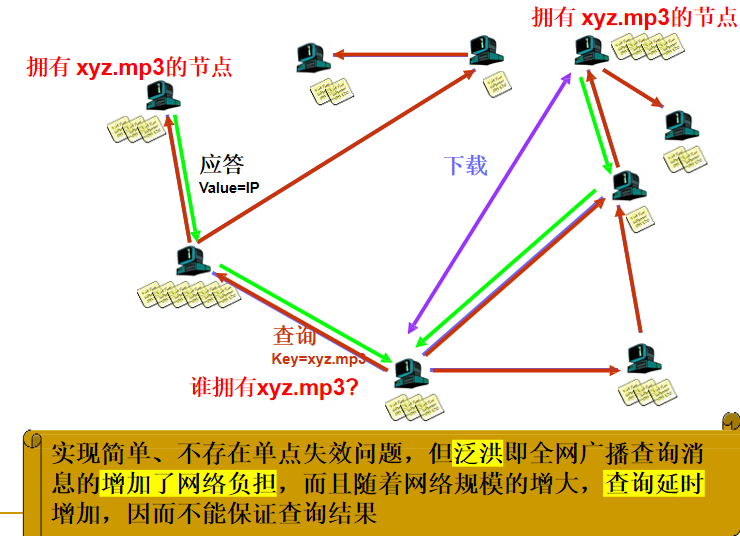 拥有 xyz.mp3的节点
拥有 xyz.mp3的节点
应答
Value=IP
下载
查询
Key=xyz.mp3
谁拥有xyz.mp3?
实现简单、不存在单点失效问题，但泛洪即全网广播查询消
息的增加了网络负担，而且随着网络规模的增大，查询延时
增加，因而不能保证查询结果